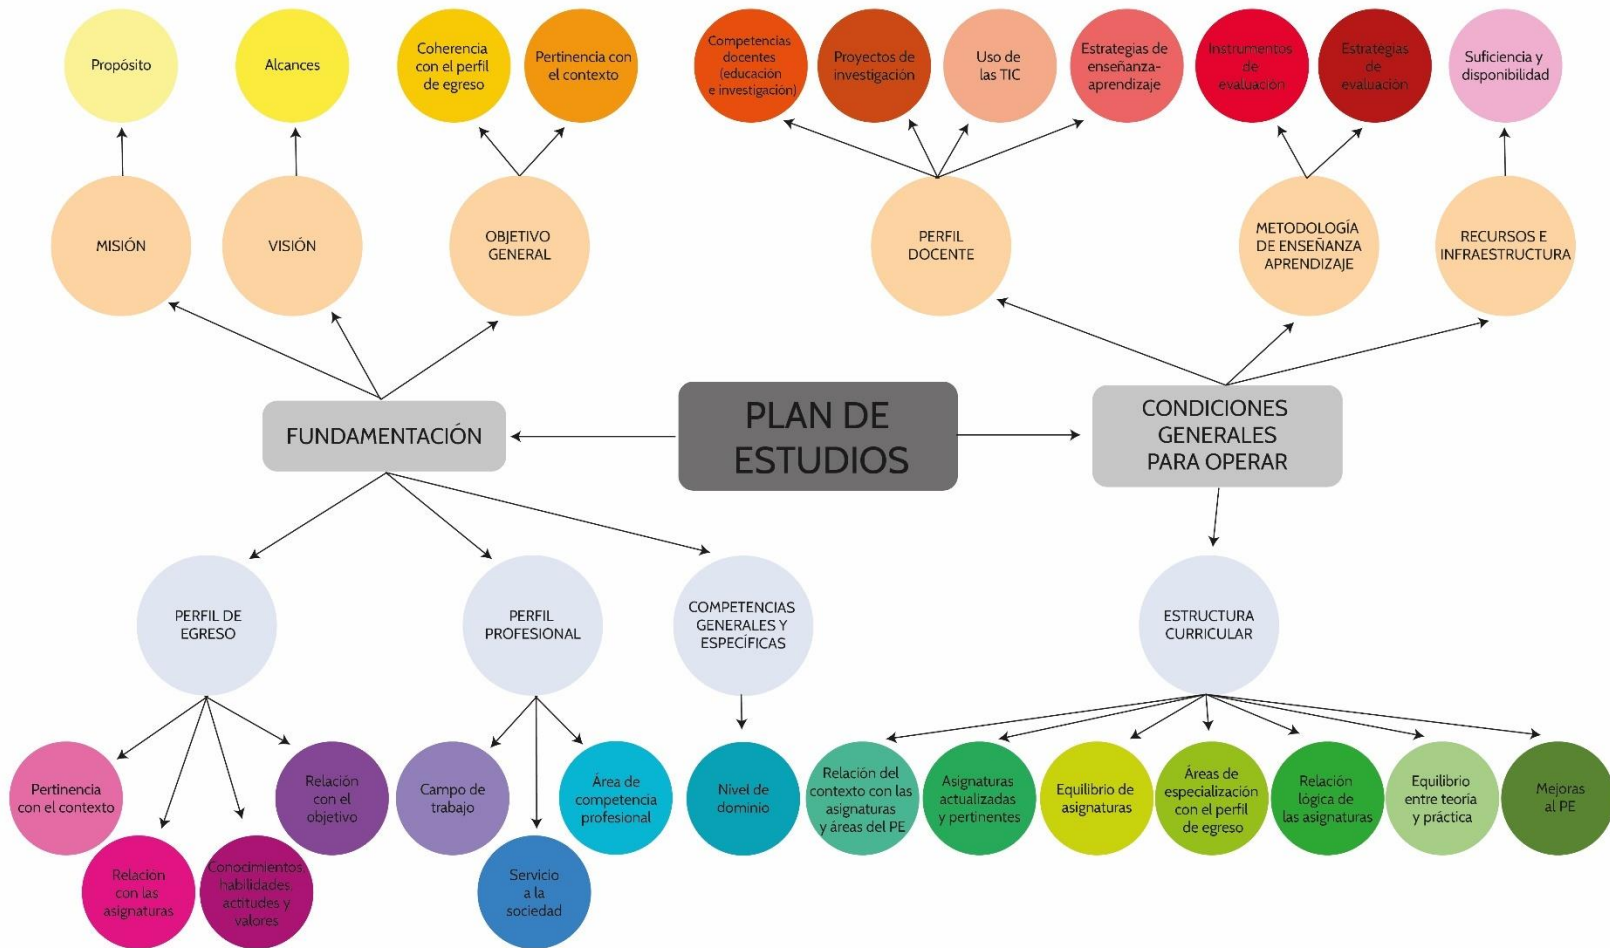 Propósito
Alcances
Coherencia
con el perfil
de egreso
Pertinencia con
el contexto
Competencias
docentes
(educación
e investigación)
Proyectos de
investigación
Uso de
las TIC
Estrategias de
enseñanza-
aprendizaje
Instrumentos
de
evaluación
Estratégias
de
evaluación
Suficiencia y
disponibilidad
MISIÓN
VISIÓN
OBJETIVO
GENERAL
PERFIL
DOCENTE
METODOLOGÍA
DE ENSEÑANZA
APRENDIZAJE
RECURSOS E
INFRAESTRUCTURA
FUNDAMENTACIÓN
PLAN DE
ESTUDIOS
CONDICIONES
GENERALES
PARA OPERAR
PERFIL DE
EGRESO
PERFIL
PROFESIONAL
COMPETENCIAS
GENERALES Y
ESPECÍFICAS
ESTRUCTURA
CURRICULAR
Pertinencia
con el contexto
Relación
con las
asignaturas
Conocimientos,
habilidades,
actitudes y
valores
Relación
con el
objetivo
Campo de
trabajo
Servicio
a la
sociedad
Área de
competencia
profesional
Nivel de
dominio
Relación del
contexto con las
asignaturas
y áreas del PE
Asignaturas
actualizadas
y pertinentes
Equilibrio de
asignaturas
Áreas de
especialización
con el perfil
de egreso
Relación
lógica de
las asignaturas
Equilibrio
entre teoría
y práctica
Mejoras
al PE